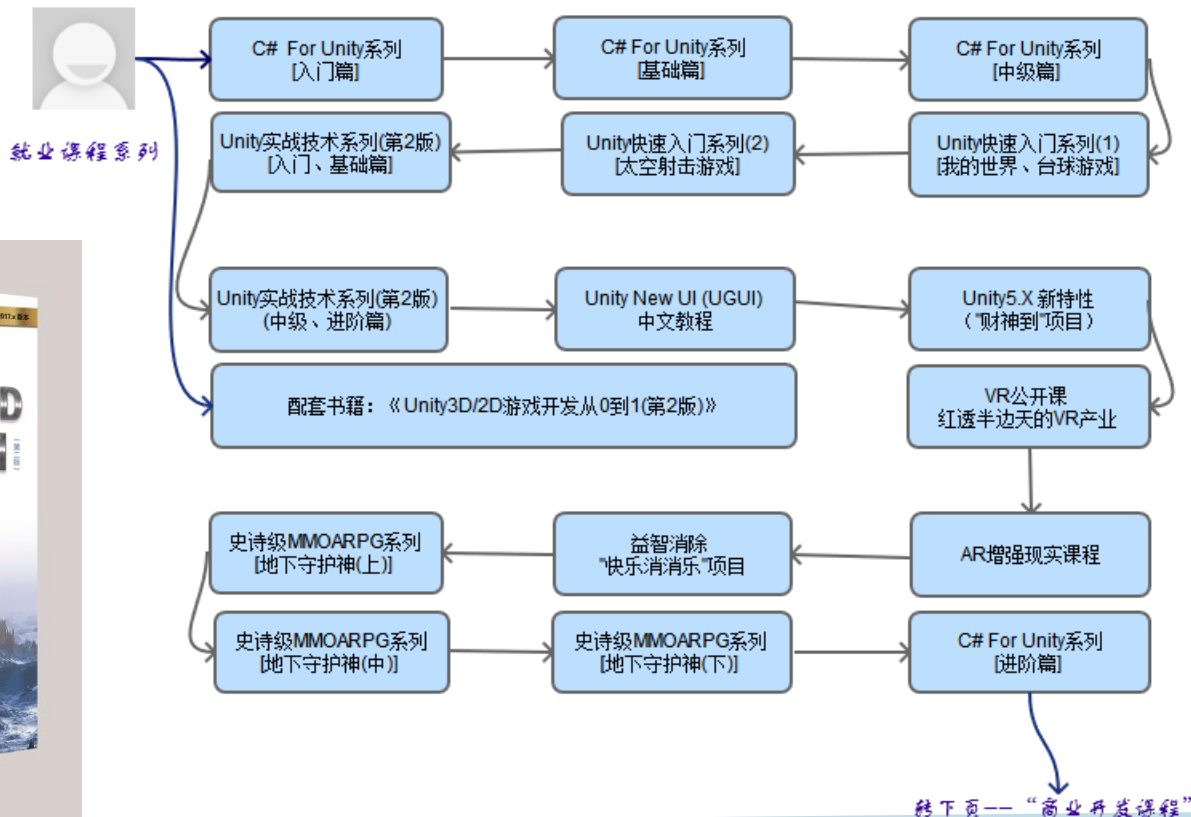 C# For Unity系列
[入门篇]
C# For Unity系列
[基础篇]
C# For Unity系列
[中级篇]
就业课程系列
Unity实战技术系列(第2版)
[入门、基础篇]
Unity快速入门系列(2)
[太空射击游戏]
Unity快速入门系列(1)
[我的世界、台球游戏]
Unity实战技术系列(第2版)
(中级、进阶篇)
Unity New UI (UGUI)
中文教程
Unity5.X 新特性
（"财神到"项目）
2017.x 版本
D
（第二版）
配套书籍：《Unity3D/2D游戏开发从0到1(第2版)》
VR公开课
红透半边天的VR产业
史诗级MMOARPG系列
[地下守护神(上)]
益智消除
"快乐消消乐"项目
AR增强现实课程
史诗级MMOARPG系列
[地下守护神(中)]
史诗级MMOARPG系列
[地下守护神(下)]
C# For Unity系列
[进阶篇]
转下页--“商业开发课程”